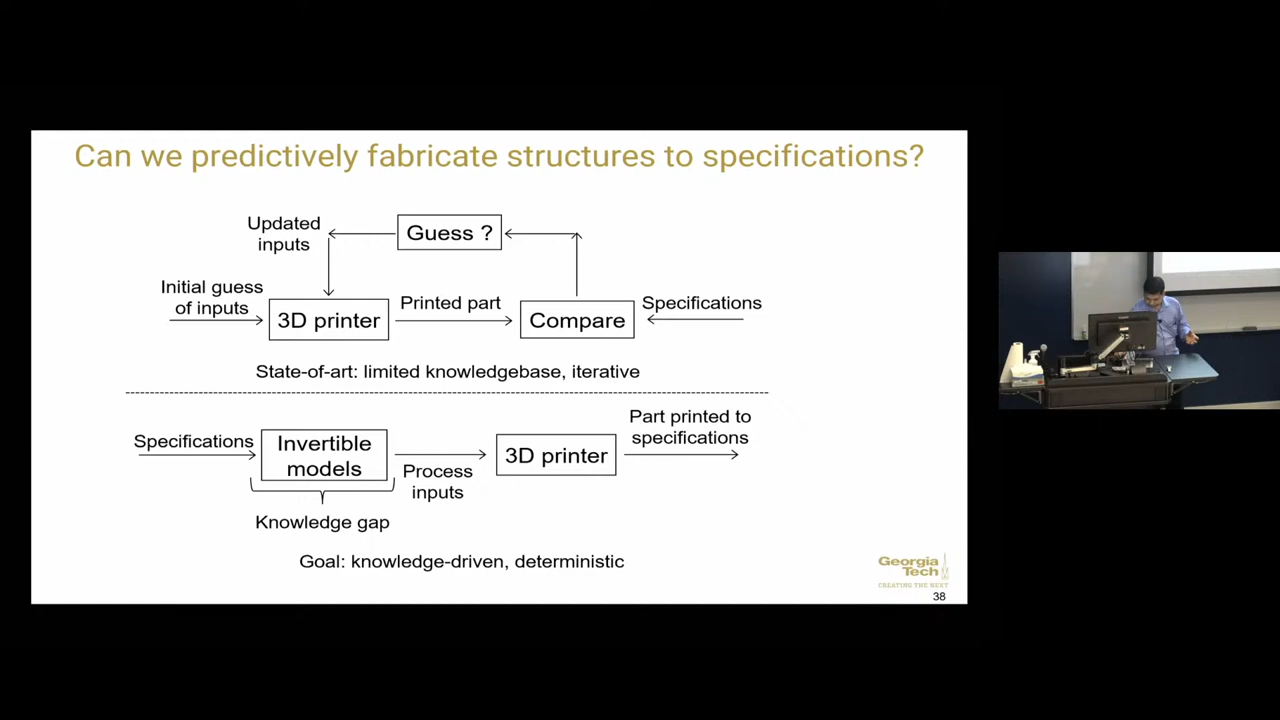 Can we predictively fabricate structures to specifications?
Updated
inputs
Guess ?
Initial guess
of inputs
3D printer
Printed part
Compare
Specifications
State-of-art: limited knowledgebase, iterative
Specifications
Invertible
models
Process
inputs
3D printer
Part printed to
specifications
Knowledge gap
Goal: knowledge-driven, deterministic
Georgia
Tech
CREATING THE NEXT
38